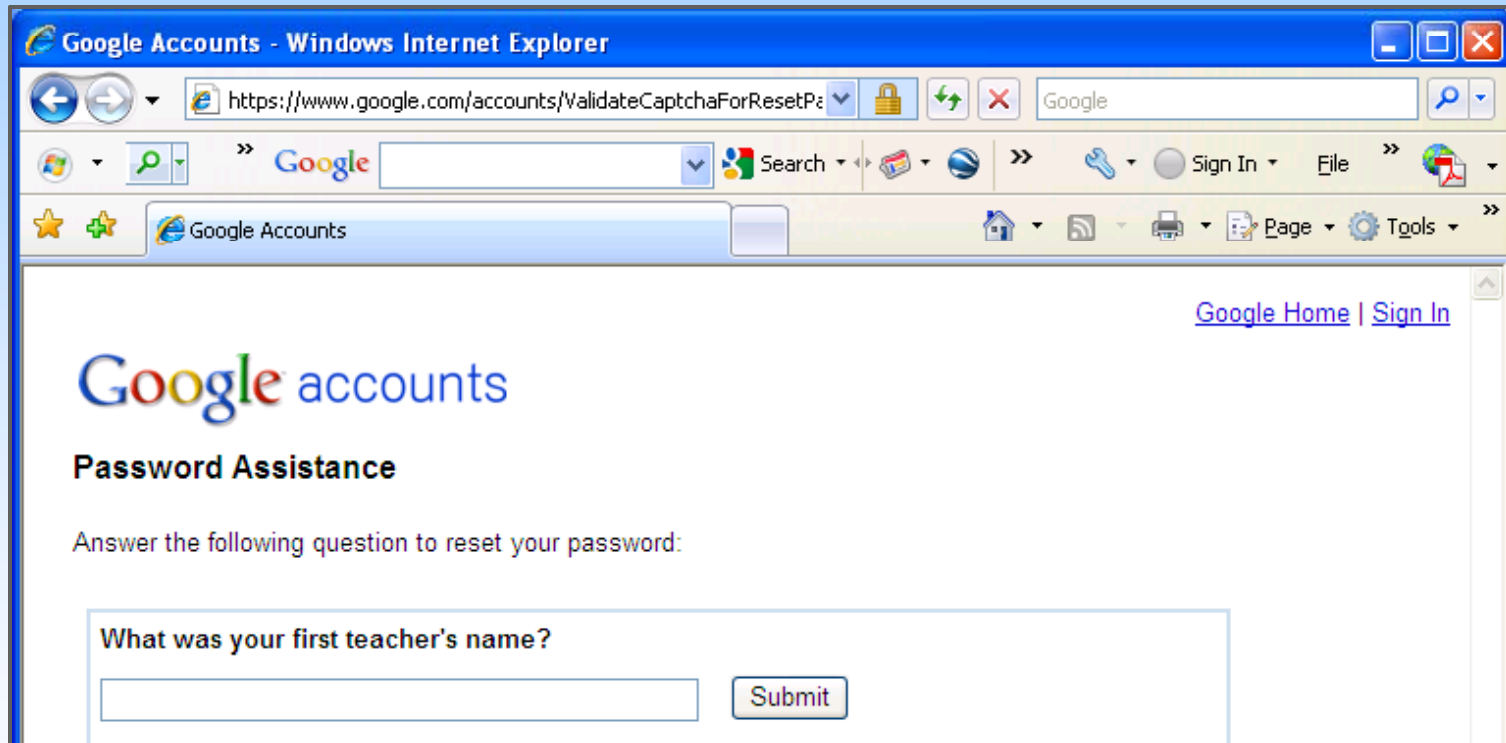 Google Accounts - Windows Internet Explorer
https://www.google.com/accounts/ValidateCaptchaForResetPa
Google
» Google Search » Sign In File »
Google Accounts
Page Tools »
Google Home | Sign In
Google accounts
Password Assistance
Answer the following question to reset your password:
What was your first teacher's name?
Submit